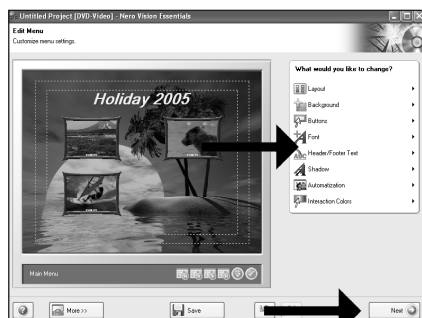 Untitled Project [DVD-Video] - Nero Vision Essentials
Edit Menu
Customize menu settings.
What would you like to change?
Holiday 2005
Layout
Background
Buttons
Font
Header/Footer Text
Shadow
Automatization
Interaction Colors
Main Menu
More >>
Save
Next